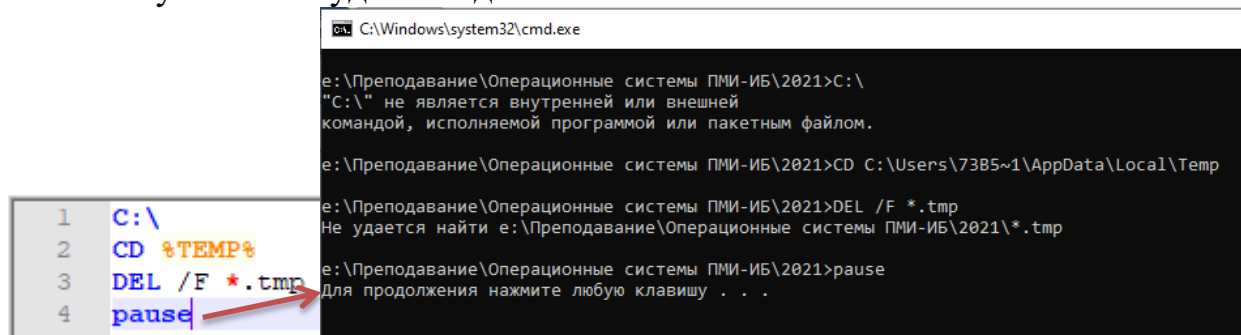 C:\Windows\system32\cmd.exe
e:\Преподавание\Операционные системы ПМИ-ИБ\2021>C:\
"C:\" не является внутренней или внешней
командой, исполняемой программой или пакетным файлом.
e:\Преподавание\Операционные системы ПМИ-ИБ\2021>CD C:\Users\73B5~1\AppData\Local\Temp
e:\Преподавание\Операционные системы ПМИ-ИБ\2021>DEL /F *.tmp
Не удается найти e:\Преподавание\Операционные системы ПМИ-ИБ\2021\*.tmp
e:\Преподавание\Операционные системы ПМИ-ИБ\2021>pause
Для продолжения нажмите любую клавишу . . .
1 C:\
2 CD %TEMP%
3 DEL /F *.tmp
4 pause